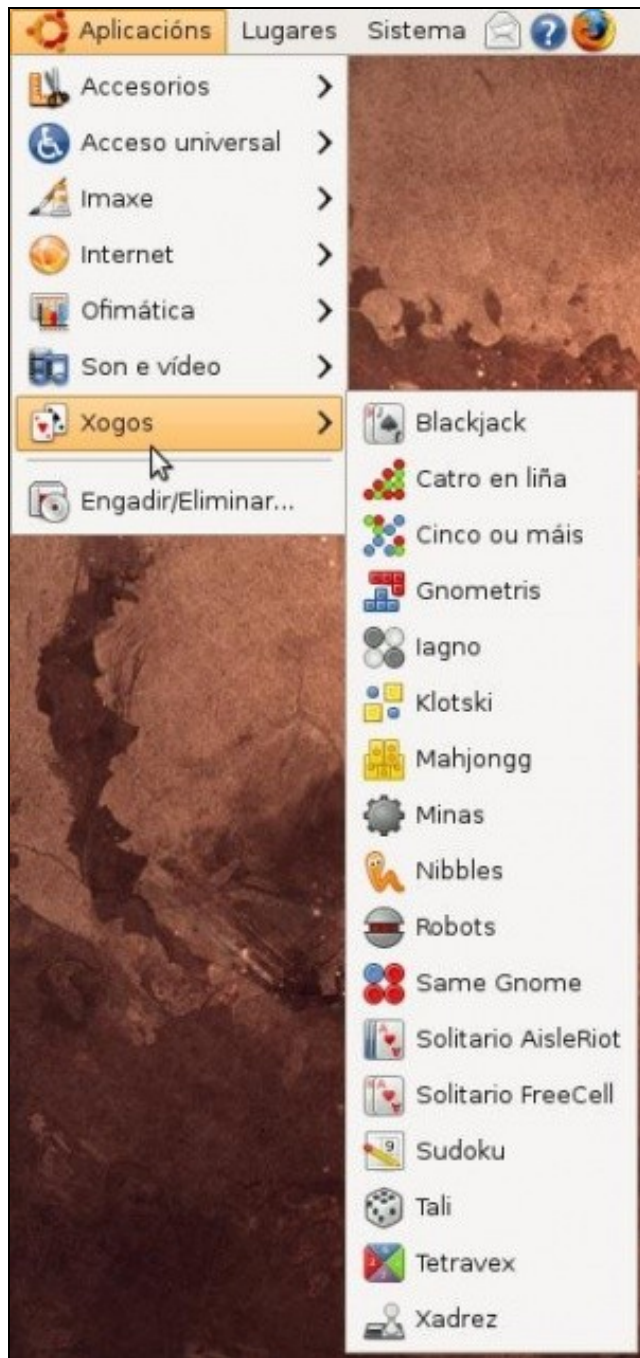 Aplicacións Lugares Sistema
Accesorios
Acceso universal
Imaxe
Internet
Ofimática
Son e vídeo
Xogos
Engadir/Eliminar...
Blackjack
Catro en liña
Cinco ou máis
Gnometris
Iagno
Klotski
Mahjongg
Minas
Nibbles
Robots
Same Gnome
Solitario AisleRiot
Solitario FreeCell
Sudoku
Tali
Tetravex
Xadrez